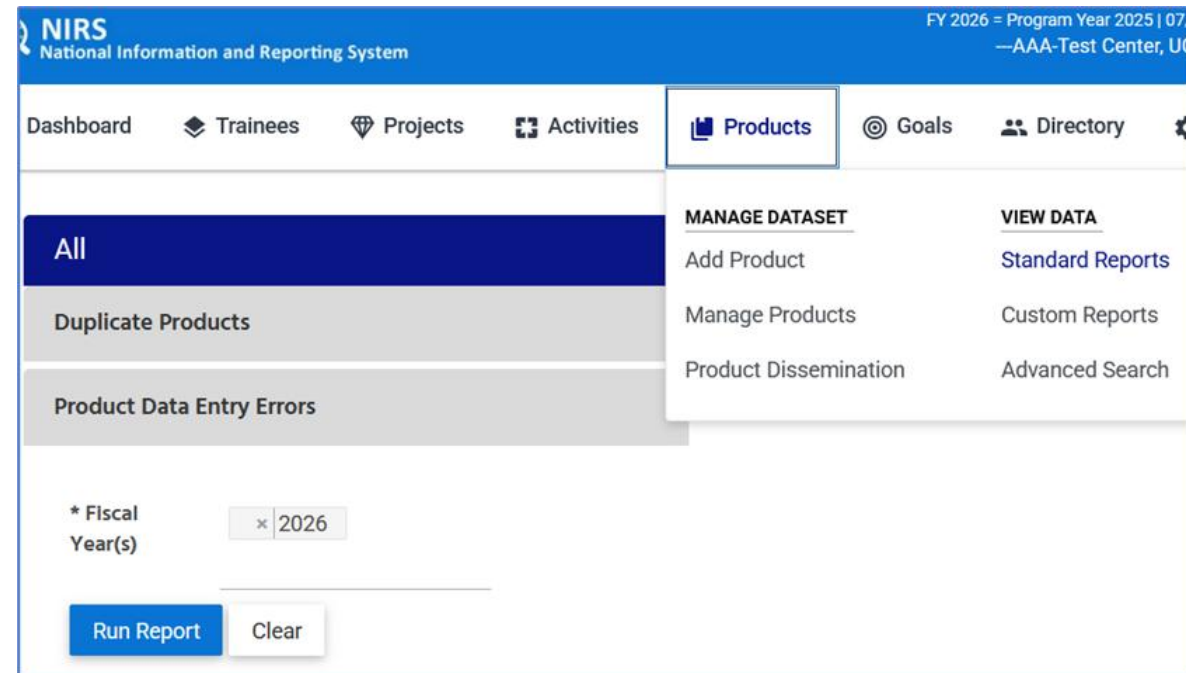 NIRS
National Information and Reporting System
FY 2026 = Program Year 2025 | 07
—AAA-Test Center,
Dashboard Trainees Projects Activities Products Goals Directory
MANAGE DATASET
Add Product
Manage Products
Product Dissemination
VIEW DATA
Standard Reports
Custom Reports
Advanced Search
All
Duplicate Products
Product Data Entry Errors
* Fiscal
Year(s)
× 2026
Run Report Clear